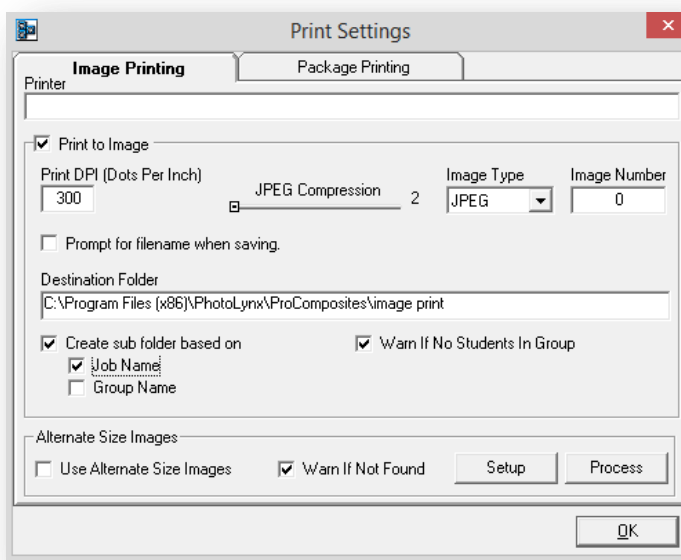 Print Settings
Image Printing
Package Printing
Printer
Print to Image
Print DPI (Dots Per Inch)
300
JPEG Compression
2
Image Type
JPEG
Image Number
0
Prompt for filename when saving.
Destination Folder
C:\Program Files (x86)\PhotoLynx\ProComposites\image print
Create sub folder based on
Warn If No Students In Group
Job Name
Group Name
Alternate Size Images
Use Alternate Size Images
Warn If Not Found
Setup
Process
OK